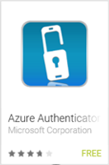 Azure Authenticator
Microsoft Corporation
FREE